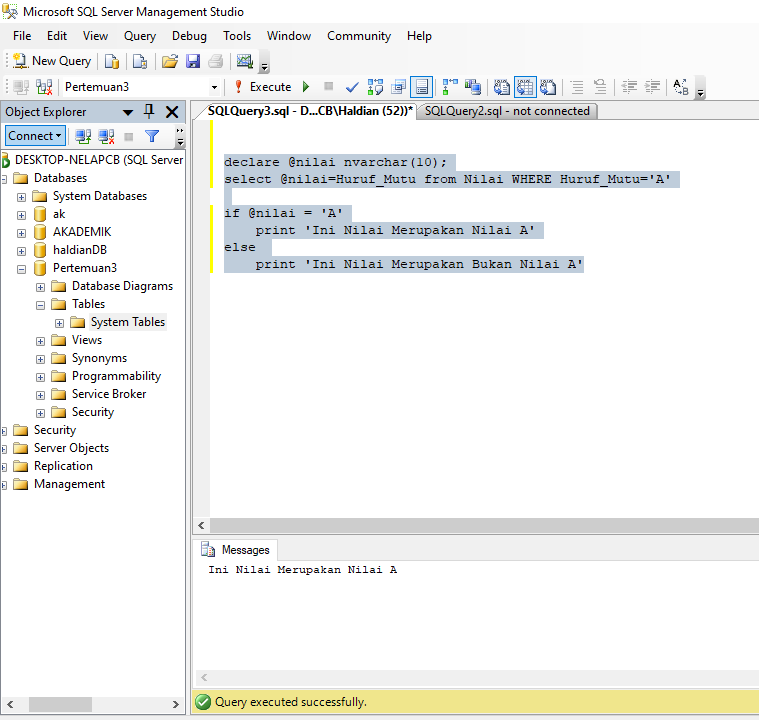 Microsoft SQL Server Management Studio
File Edit View Query Debug Tools Window Community Help
New Query
Pertemuan3 Execute
Object Explorer
SQLQuery3.sql - D...CB\Haldian (52))* SQLQuery2.sql - not connected
Connect
DESKTOP-NELAPCB (SQL Server
Databases
System Databases
ak
AKADEMIK
haldianDB
Pertemuan3
Database Diagrams
Tables
System Tables
Views
Synonyms
Programmability
Service Broker
Security
Security
Server Objects
Replication
Management
declare @nilai nvarchar(10);
select @nilai=Huruf_Mutu from Nilai WHERE Huruf_Mutu='A'
if @nilai = 'A'
print 'Ini Nilai Merupakan Nilai A'
else
print 'Ini Nilai Merupakan Bukan Nilai A'
Messages
Ini Nilai Merupakan Nilai A
Query executed successfully.